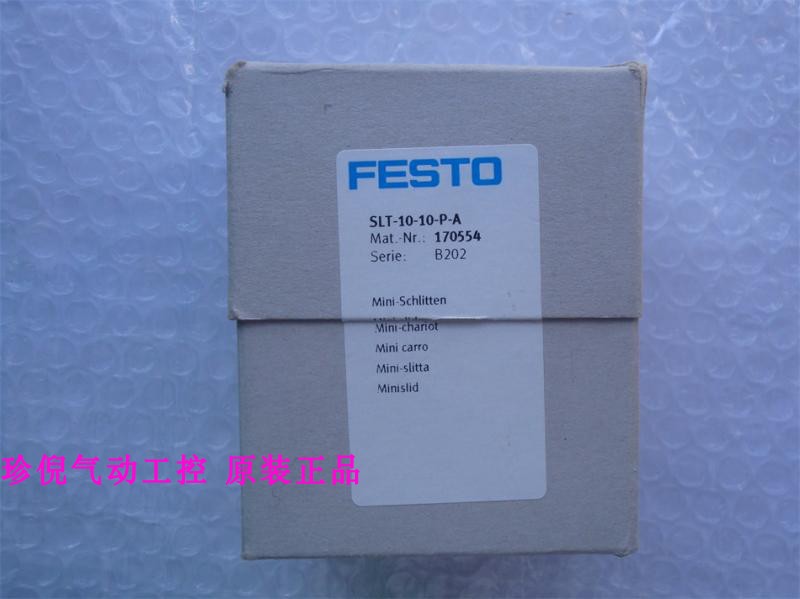 FESTO
SLT-10-10-P-A
Mat.-Nr.: 170554
Serie: B202
Mini-Schlitten
Mini-chariot
Mini carro
Mini-slitta
Minislid
珍倪气动工控 原装正品